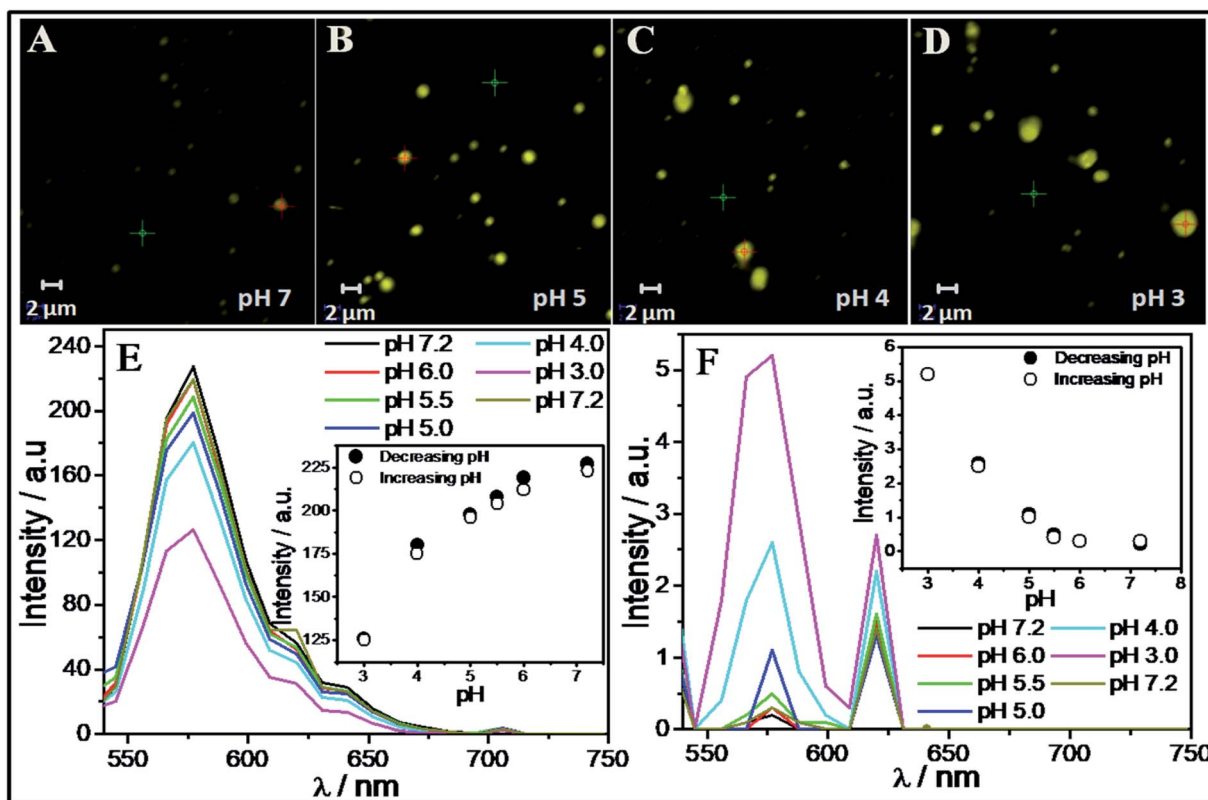 A
2 µm
pH 7
B
2 µm
pH 5
C
2 µm
pH 4
D
2 µm
pH 3
E
pH 7.2
pH 6.0
pH 5.5
pH 5.0
pH 4.0
pH 3.0
pH 7.2
Intensity / a.u
240
200
160
120
80
40
0
550 600 650 700 750
λ / nm
Decreasing pH
Increasing pH
Intensity / a.u.
225
200
175
150
125
3 4 5 6 7
pH
F
Intensity / a.u.
5
4
3
2
1
0
550 600 650 700 750
λ / nm
Decreasing pH
Increasing pH
Intensity / a.u.
6
5
4
3
2
1
0
3 4 5 6 7 8
pH
pH 7.2
pH 6.0
pH 5.5
pH 5.0
pH 4.0
pH 3.0
pH 7.2